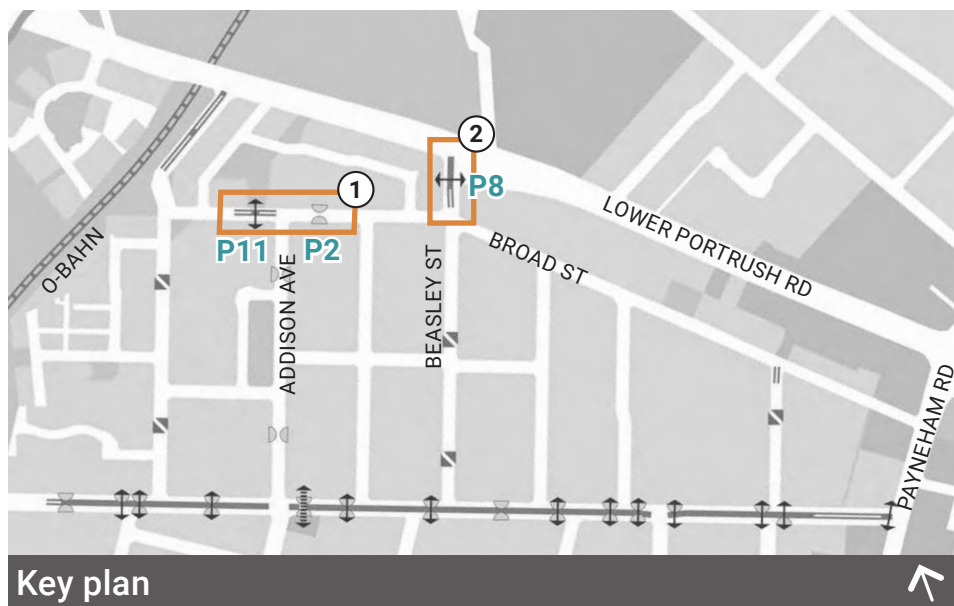 2
1
P8
P11
P2
LOWER PORTRUSH RD
BROAD ST
O-BAHN
ADDISON AVE
BEASLEY ST
PAYNEHAM RD
Key plan